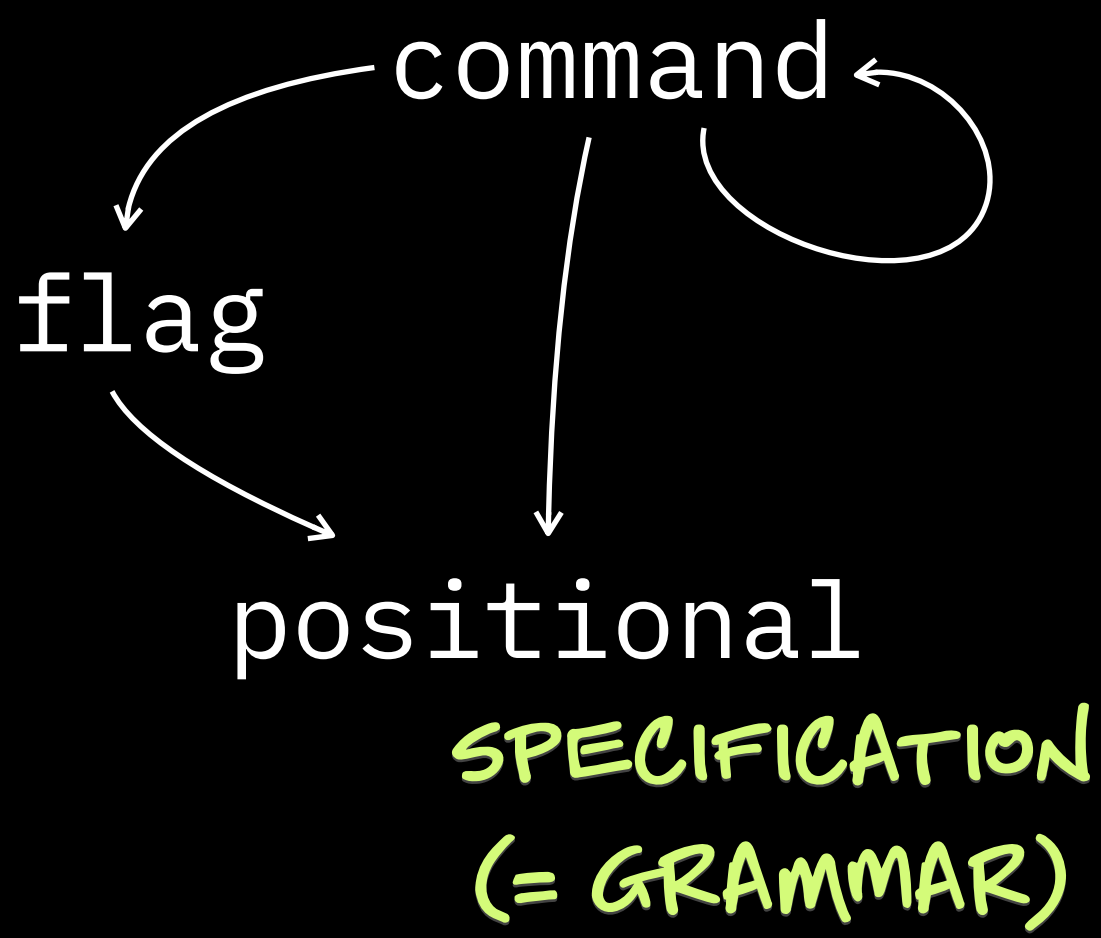 command
flag
positional
SPECIFICATION
(= GRAMMAR)